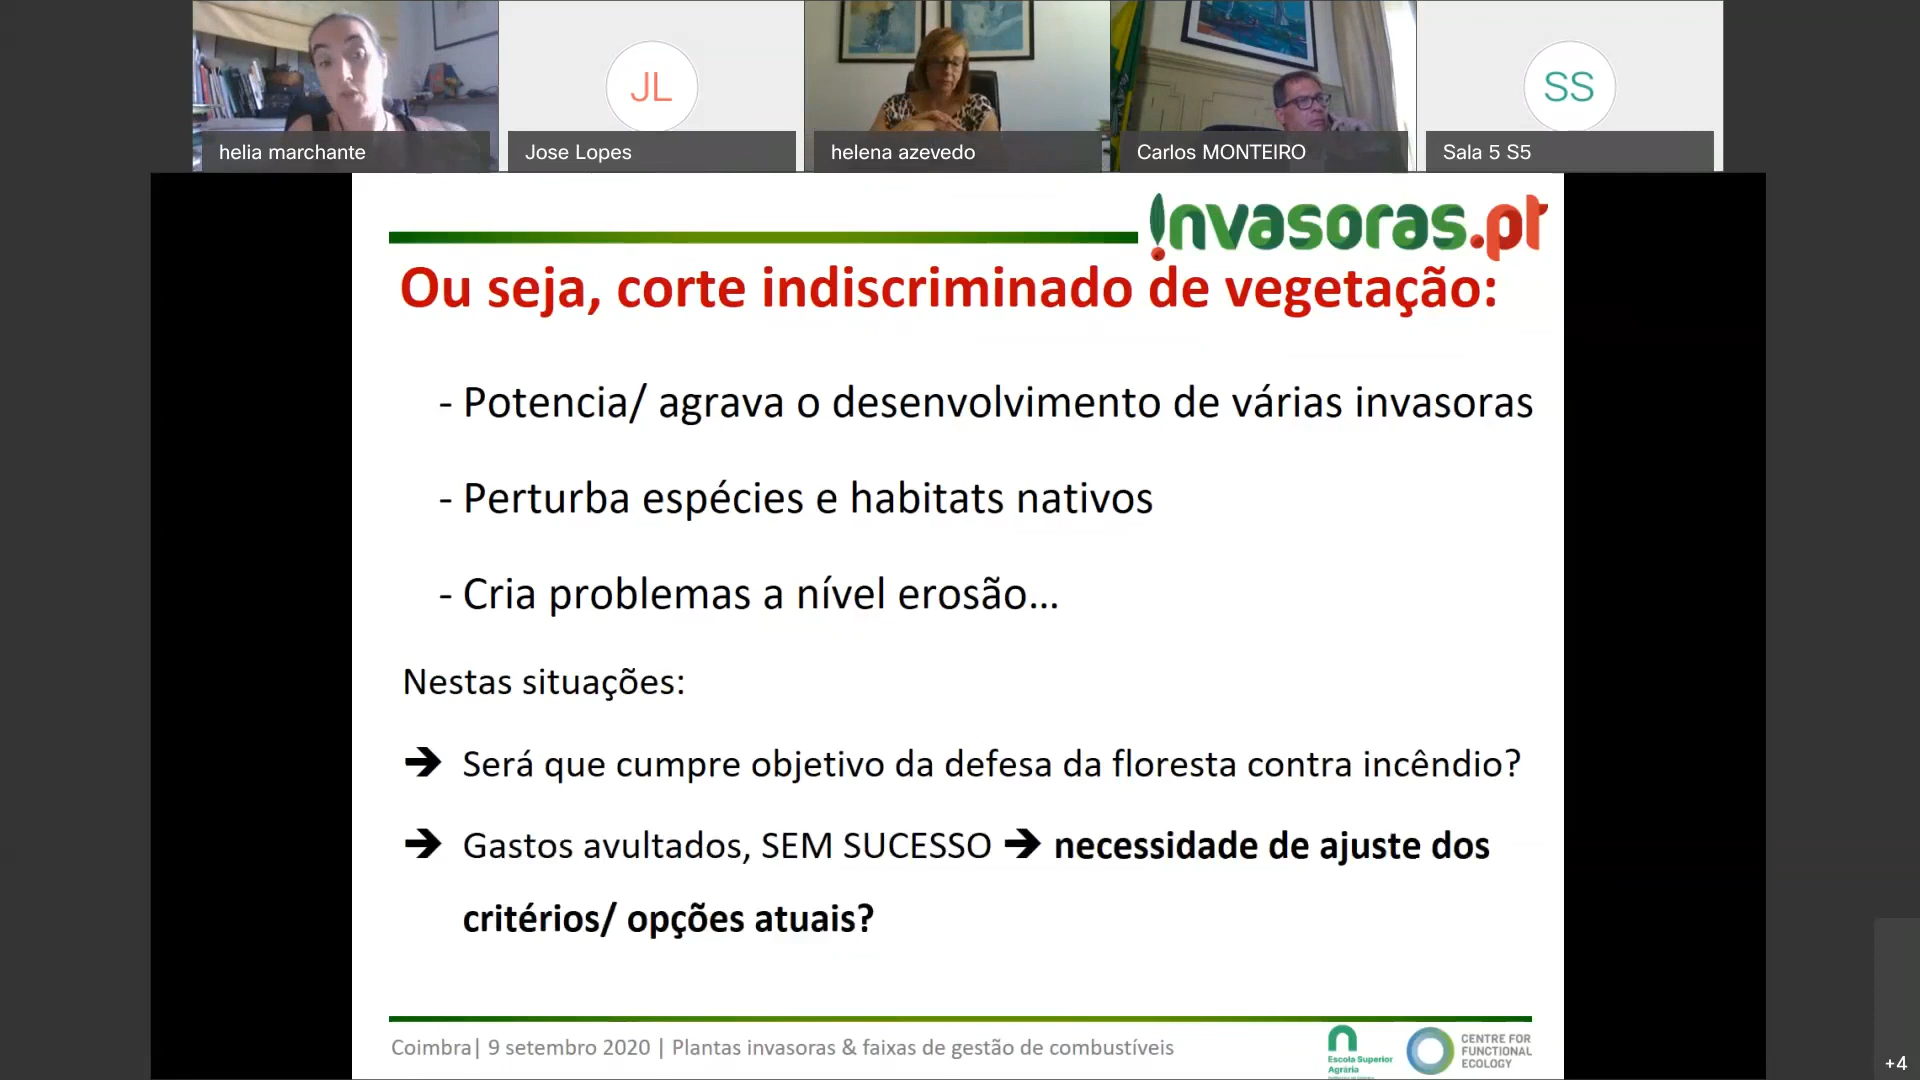 helia marchante
JL
Jose Lopes
helena azevedo
Carlos MONTEIRO
SS
Sala 5 S5
invasoras.pt
Ou seja, corte indiscriminado de vegetação:
- Potencia/ agrava o desenvolvimento de várias invasoras
- Perturba espécies e habitats nativos
- Cria problemas a nível erosão...
Nestas situações:
➔ Será que cumpre objetivo da defesa da floresta contra incêndio?
➔ Gastos avultados, SEM SUCESSO ➔ necessidade de ajuste dos
critérios/ opções atuais?
Coimbra| 9 setembro 2020 | Plantas invasoras & faixas de gestão de combustíveis
Escola Superior
Agrária
CENTRE FOR
FUNCTIONAL
ECOLOGY
+4